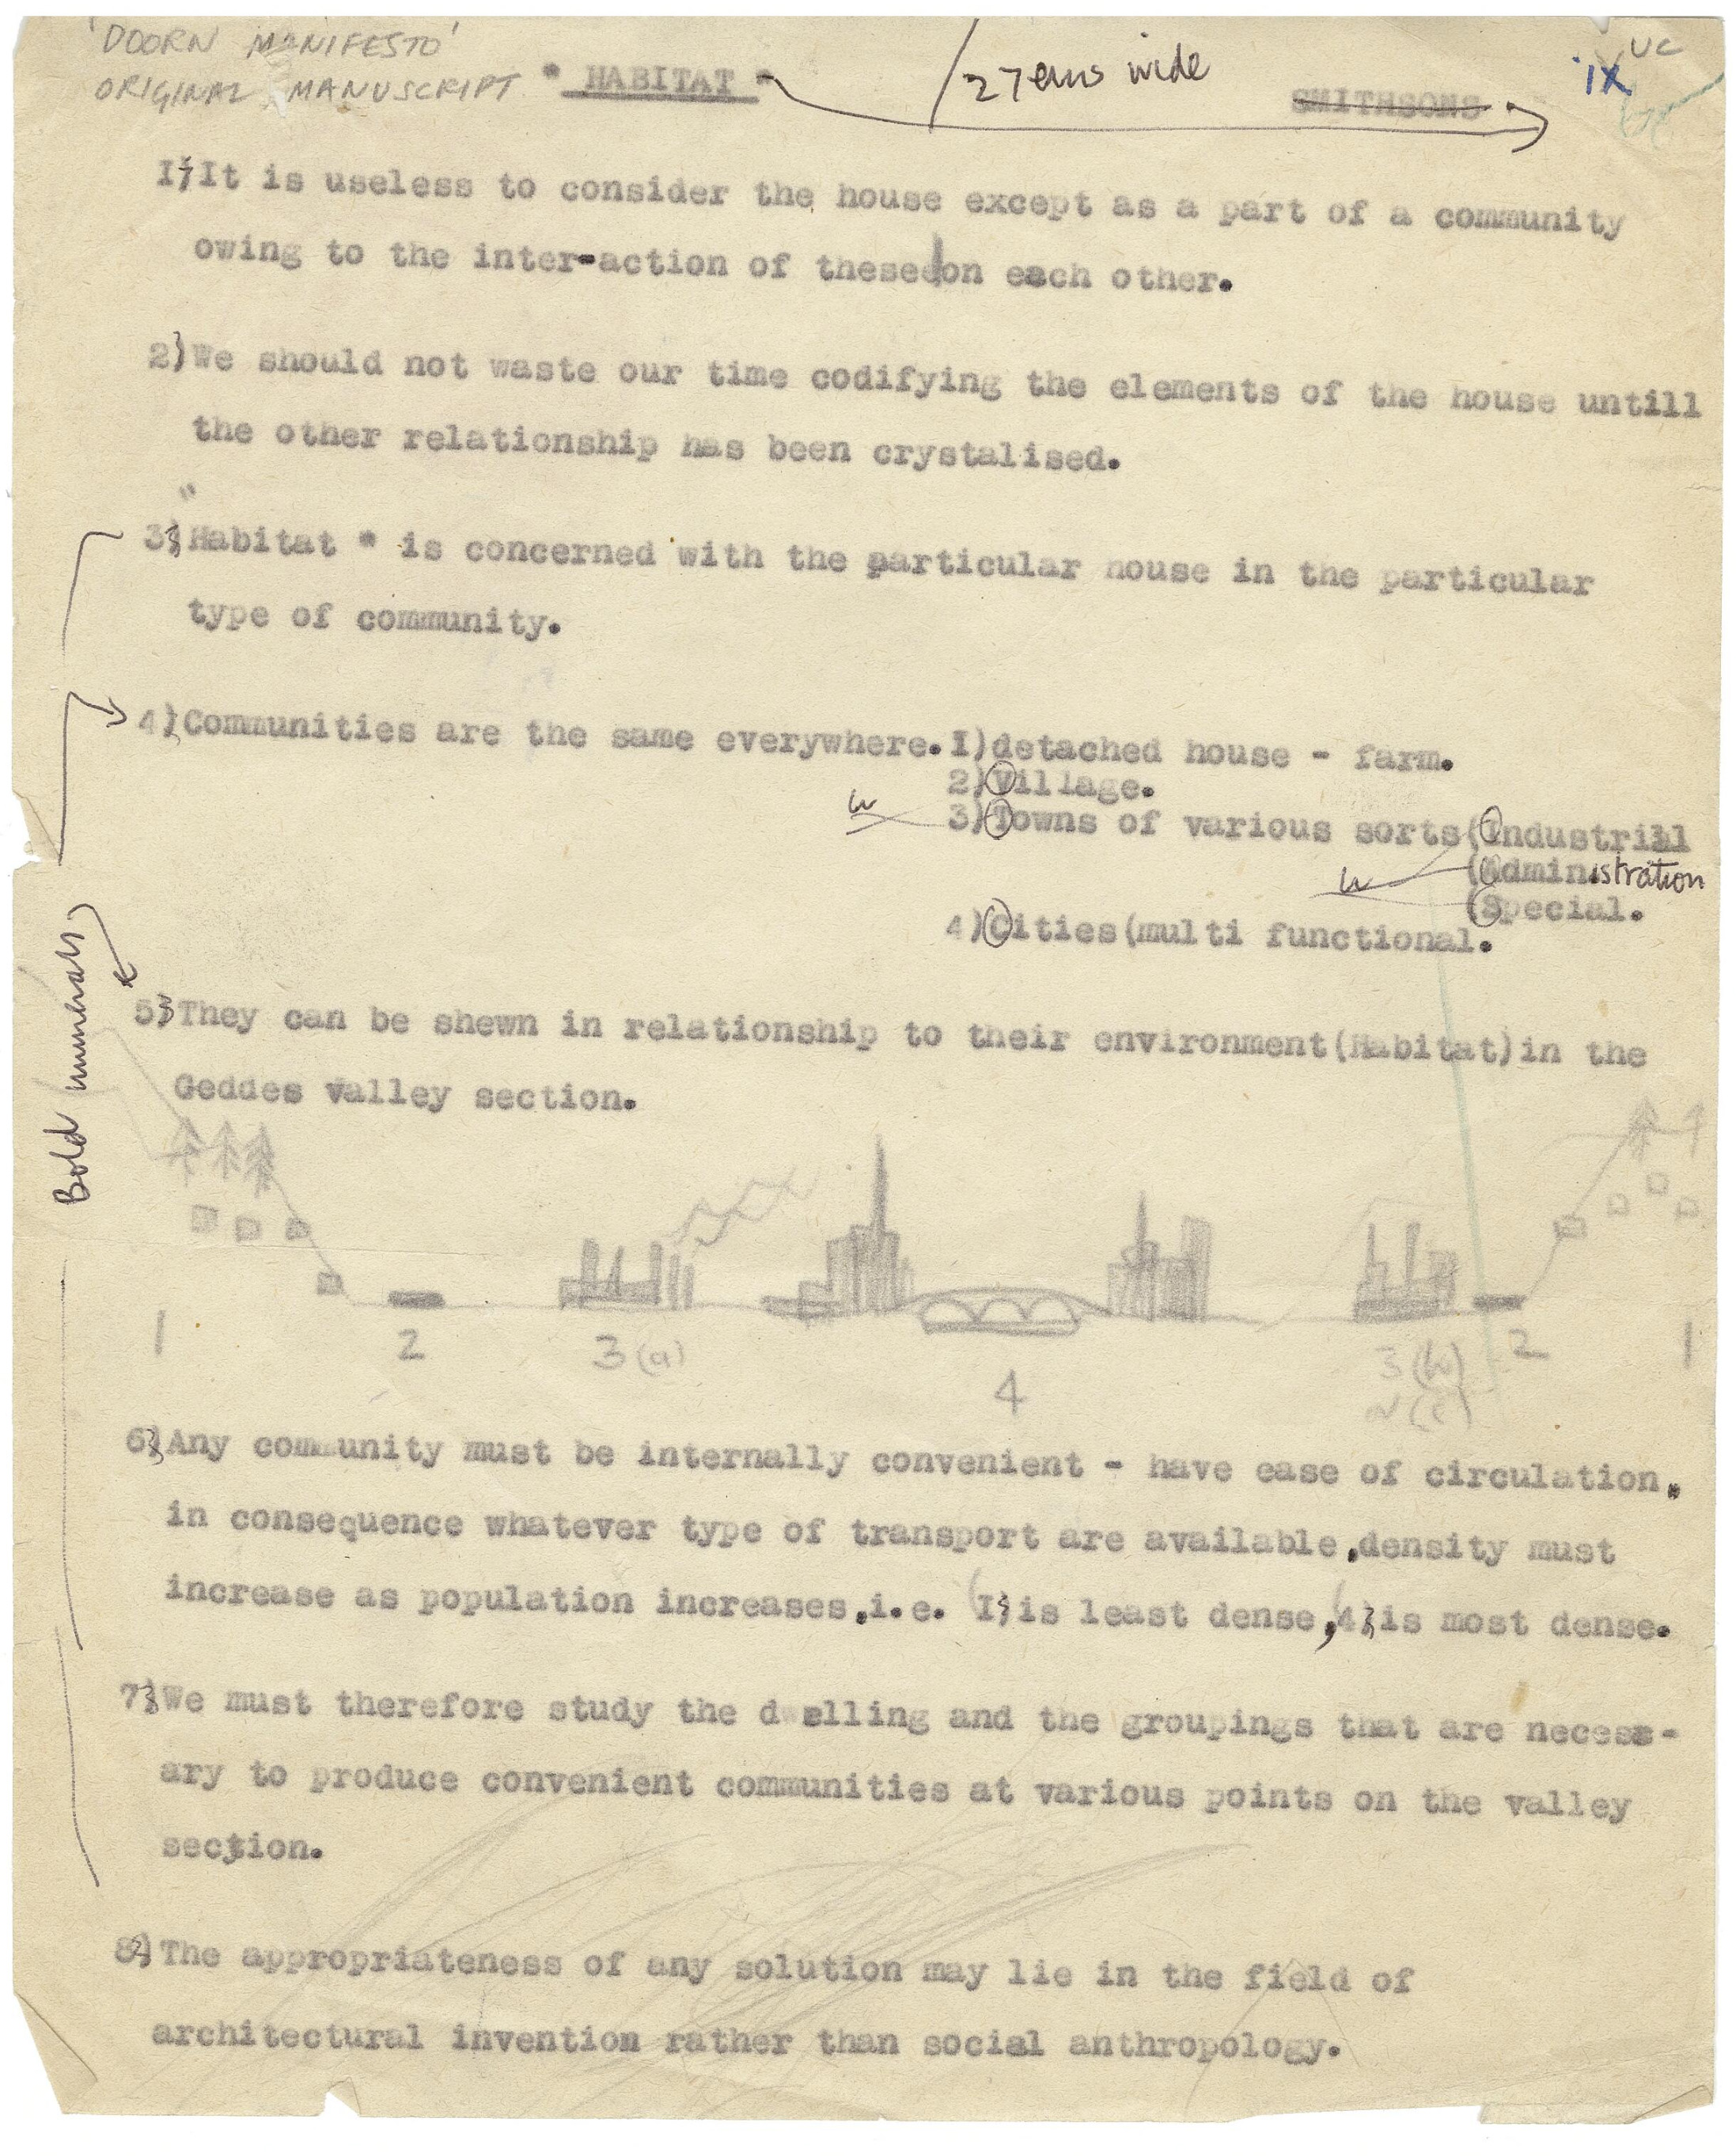 'DOORN MANIFESTO'
ORIGINAL MANUSCRIPT " HABITAT " 27 ems wide UC
SMITHSONS IX
I) It is useless to consider the house except as a part of a community
owing to the inter-action of these on each other.
2) We should not waste our time codifying the elements of the house untill
the other relationship has been crystalised.
"
3) Habitat " is concerned with the particular house in the particular
type of community.
4) Communities are the same everywhere. I) detached house - farm.
2) Village.
3) Towns of various sorts (Industrial
(Administration
(Special.
4) Cities (multi functional.
Bold numerals
5) They can be shewn in relationship to their environment (Habitat) in the
Geddes Valley section.
1 2 3 (a) 4 3 (b) 2 1
(c)
6) Any community must be internally convenient - have ease of circulation,
in consequence whatever type of transport are available, density must
increase as population increases, i.e. (I) is least dense, (4) is most dense.
7) We must therefore study the dwelling and the groupings that are necess-
ary to produce convenient communities at various points on the valley
section.
8) The appropriateness of any solution may lie in the field of
architectural invention rather than social anthropology.